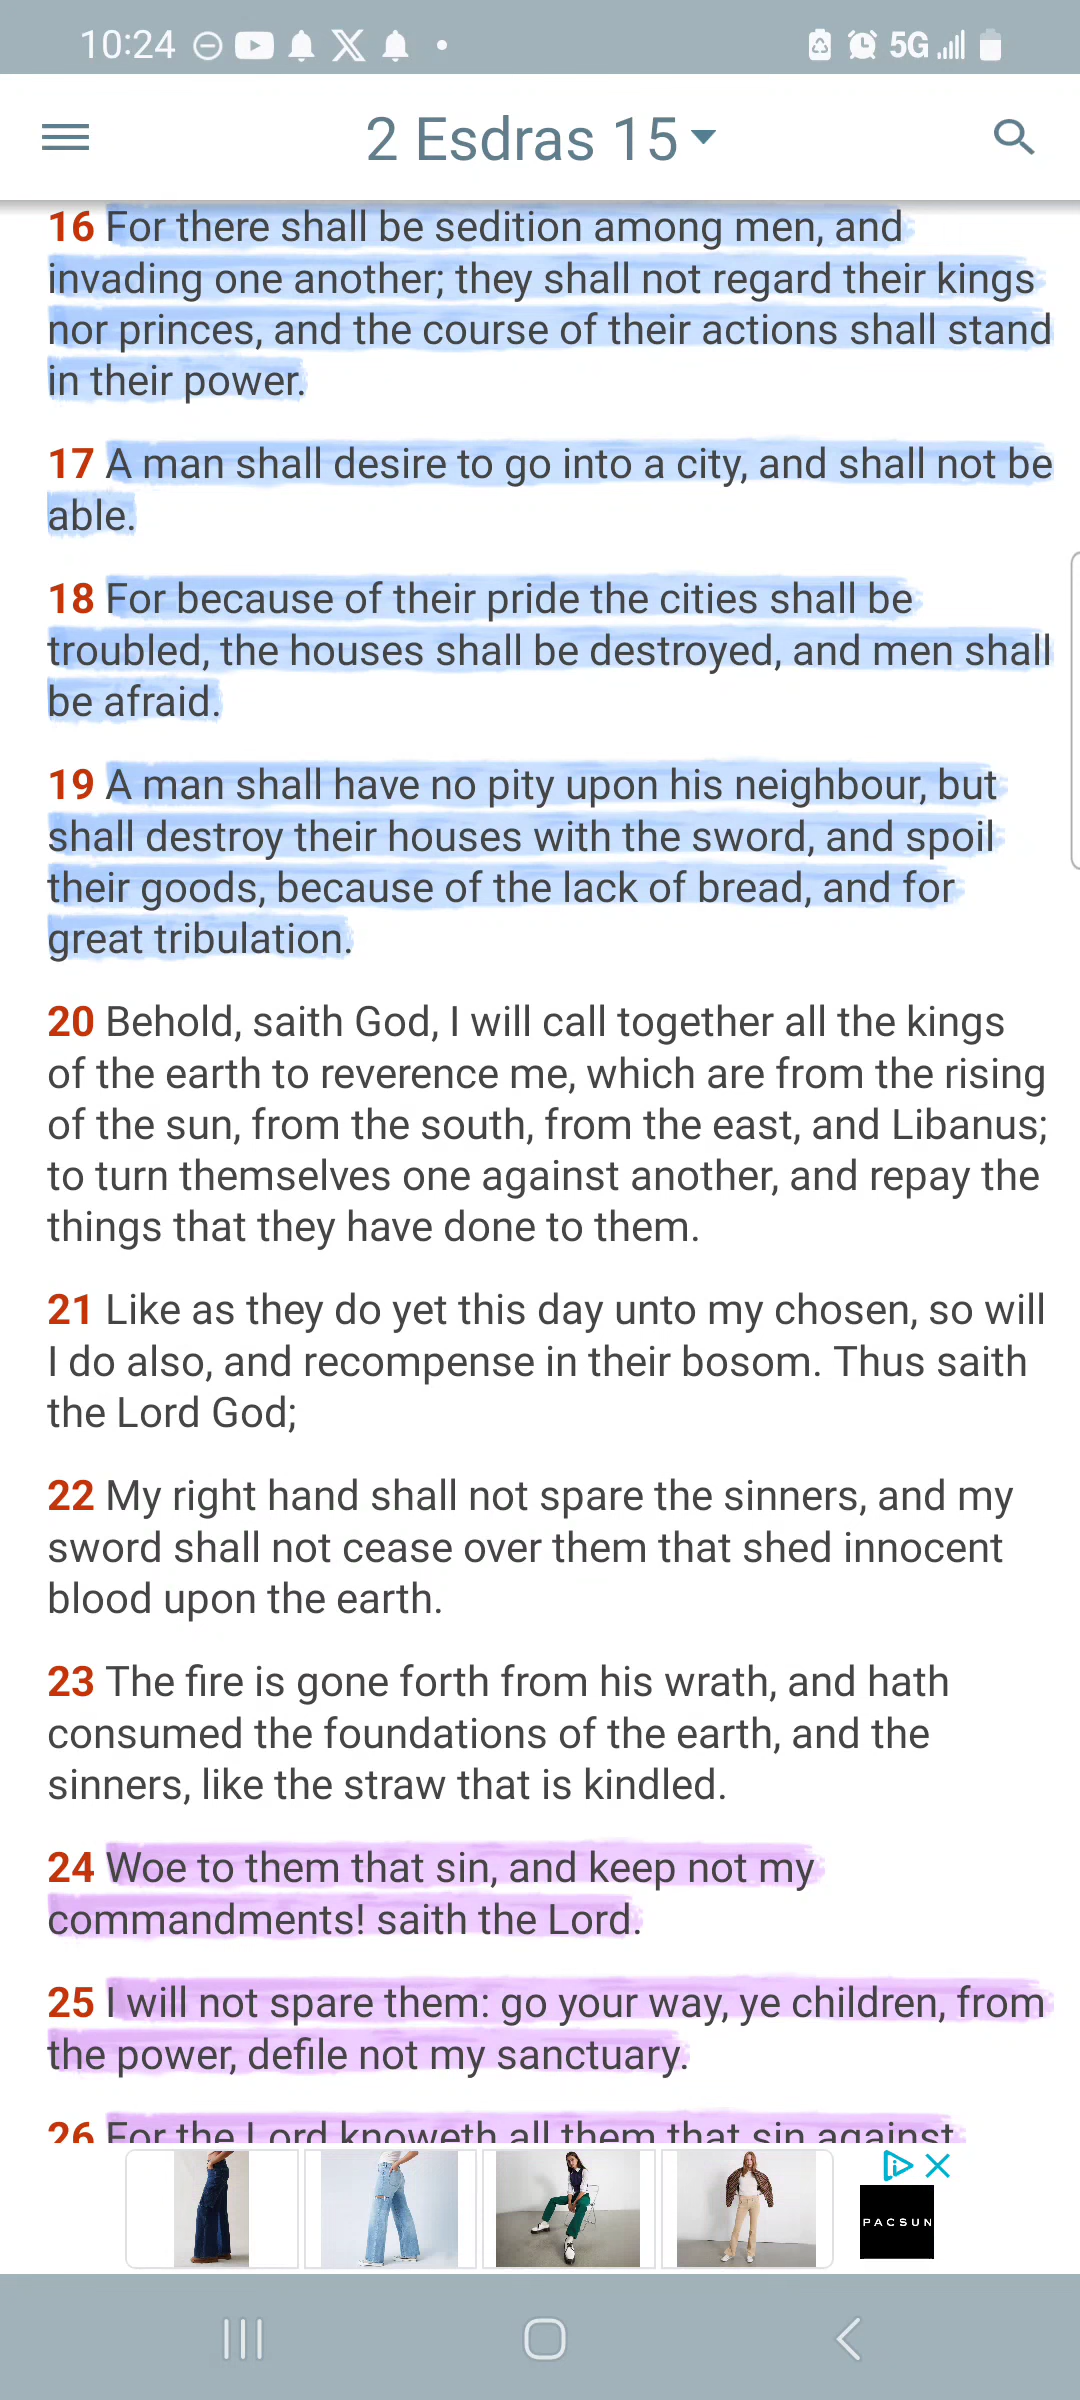 10:24
5G
2 Esdras 15
16 For there shall be sedition among men, and
invading one another; they shall not regard their kings
nor princes, and the course of their actions shall stand
in their power.
17 A man shall desire to go into a city, and shall not be
able.
18 For because of their pride the cities shall be
troubled, the houses shall be destroyed, and men shall
be afraid.
19 A man shall have no pity upon his neighbour, but
shall destroy their houses with the sword, and spoil
their goods, because of the lack of bread, and for
great tribulation.
20 Behold, saith God, I will call together all the kings
of the earth to reverence me, which are from the rising
of the sun, from the south, from the east, and Libanus;
to turn themselves one against another, and repay the
things that they have done to them.
21 Like as they do yet this day unto my chosen, so will
I do also, and recompense in their bosom. Thus saith
the Lord God;
22 My right hand shall not spare the sinners, and my
sword shall not cease over them that shed innocent
blood upon the earth.
23 The fire is gone forth from his wrath, and hath
consumed the foundations of the earth, and the
sinners, like the straw that is kindled.
24 Woe to them that sin, and keep not my
commandments! saith the Lord.
25 I will not spare them: go your way, ye children, from
the power, defile not my sanctuary.
26 For the Lord knoweth all them that sin against
PACSUN